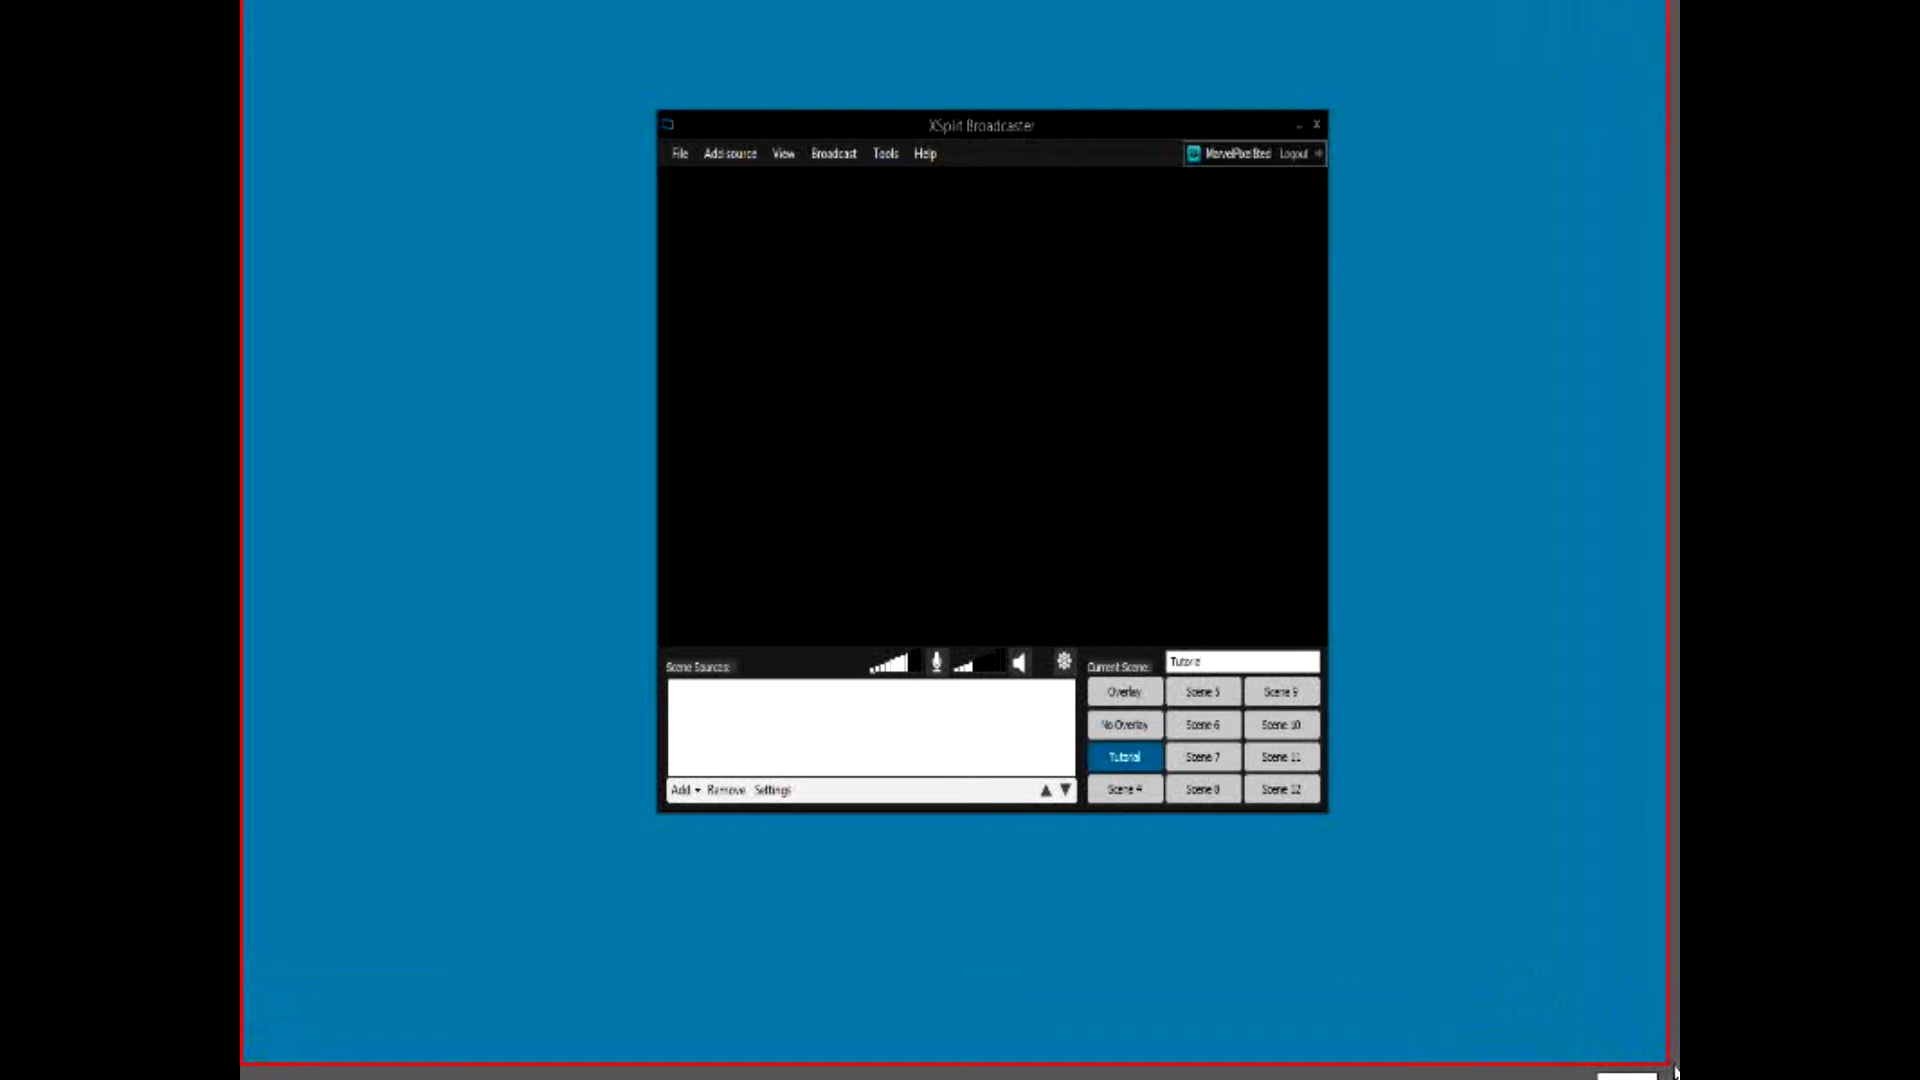 XSplit Broadcaster
File Add source View Broadcast Tools Help
Logout
Scene Sources:
Current Scene:
Tutorial
Overlay Scene 5 Scene 9
No Overlay Scene 6 Scene 10
Tutorial Scene 7 Scene 11
Scene 4 Scene 8 Scene 12
Add Remove Settings